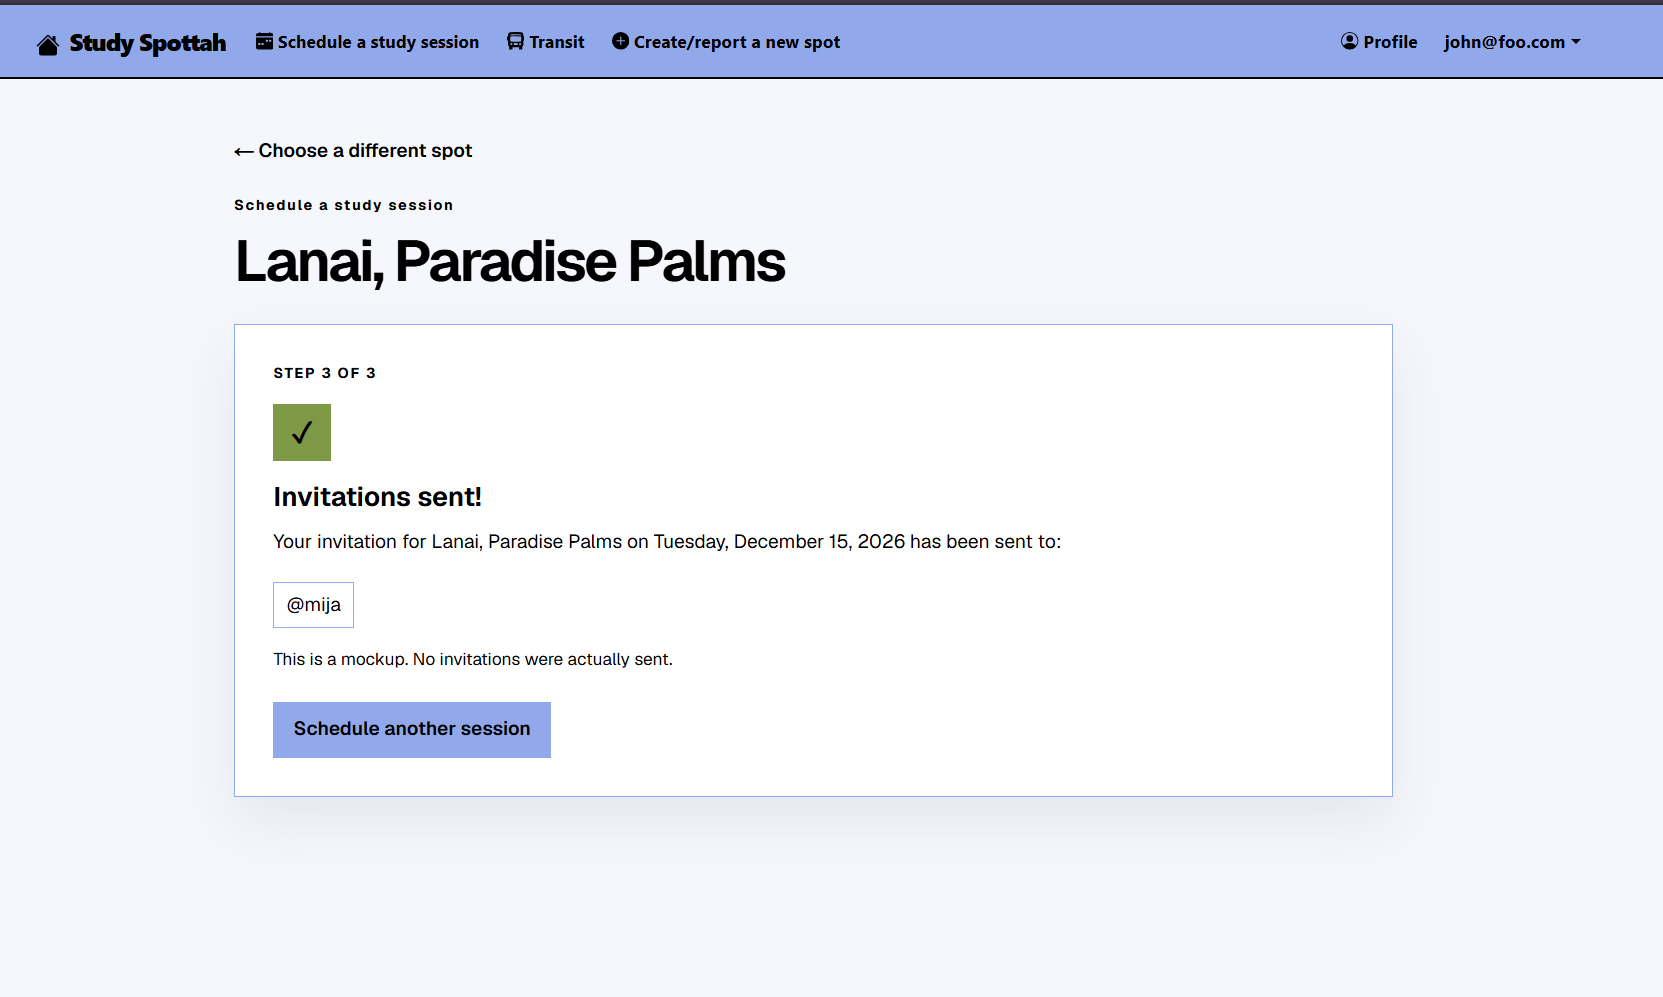 Study Spottah
Schedule a study session
Transit
Create/report a new spot
Profile
john@foo.com
← Choose a different spot
Schedule a study session
Lanai, Paradise Palms
STEP 3 OF 3
✓
Invitations sent!
Your invitation for Lanai, Paradise Palms on Tuesday, December 15, 2026 has been sent to:
@mija
This is a mockup. No invitations were actually sent.
Schedule another session